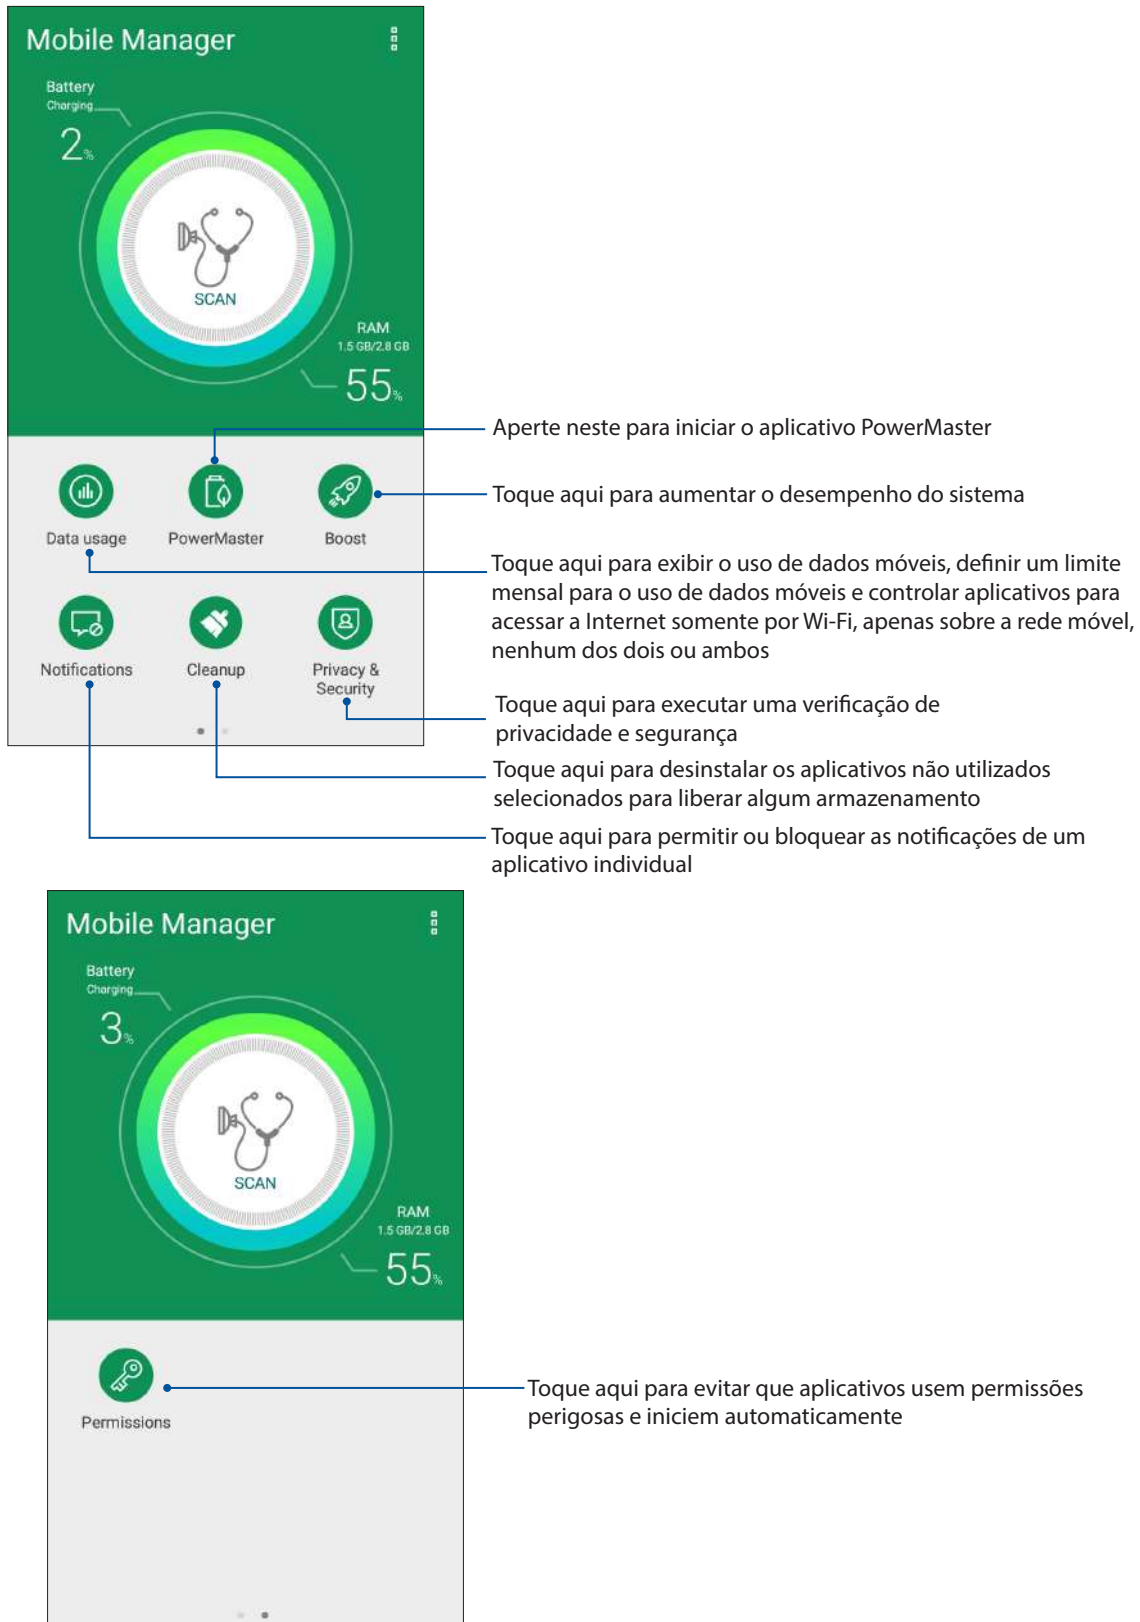 Mobile Manager
Battery
Charging
2%
SCAN
RAM
1.5 GB/2.8 GB
55%
Aperte neste para iniciar o aplicativo PowerMaster
Toque aqui para aumentar o desempenho do sistema
Data usage
PowerMaster
Boost
Toque aqui para exibir o uso de dados móveis, definir um limite
mensal para o uso de dados móveis e controlar aplicativos para
acessar a Internet somente por Wi-Fi, apenas sobre a rede móvel,
nenhum dos dois ou ambos
Notifications
Cleanup
Privacy &
Security
Toque aqui para executar uma verificação de
privacidade e segurança
Toque aqui para desinstalar os aplicativos não utilizados
selecionados para liberar algum armazenamento
Toque aqui para permitir ou bloquear as notificações de um
aplicativo individual
Mobile Manager
Battery
Charging
3%
SCAN
RAM
1.5 GB/2.8 GB
55%
Permissions
Toque aqui para evitar que aplicativos usem permissões
perigosas e iniciem automaticamente